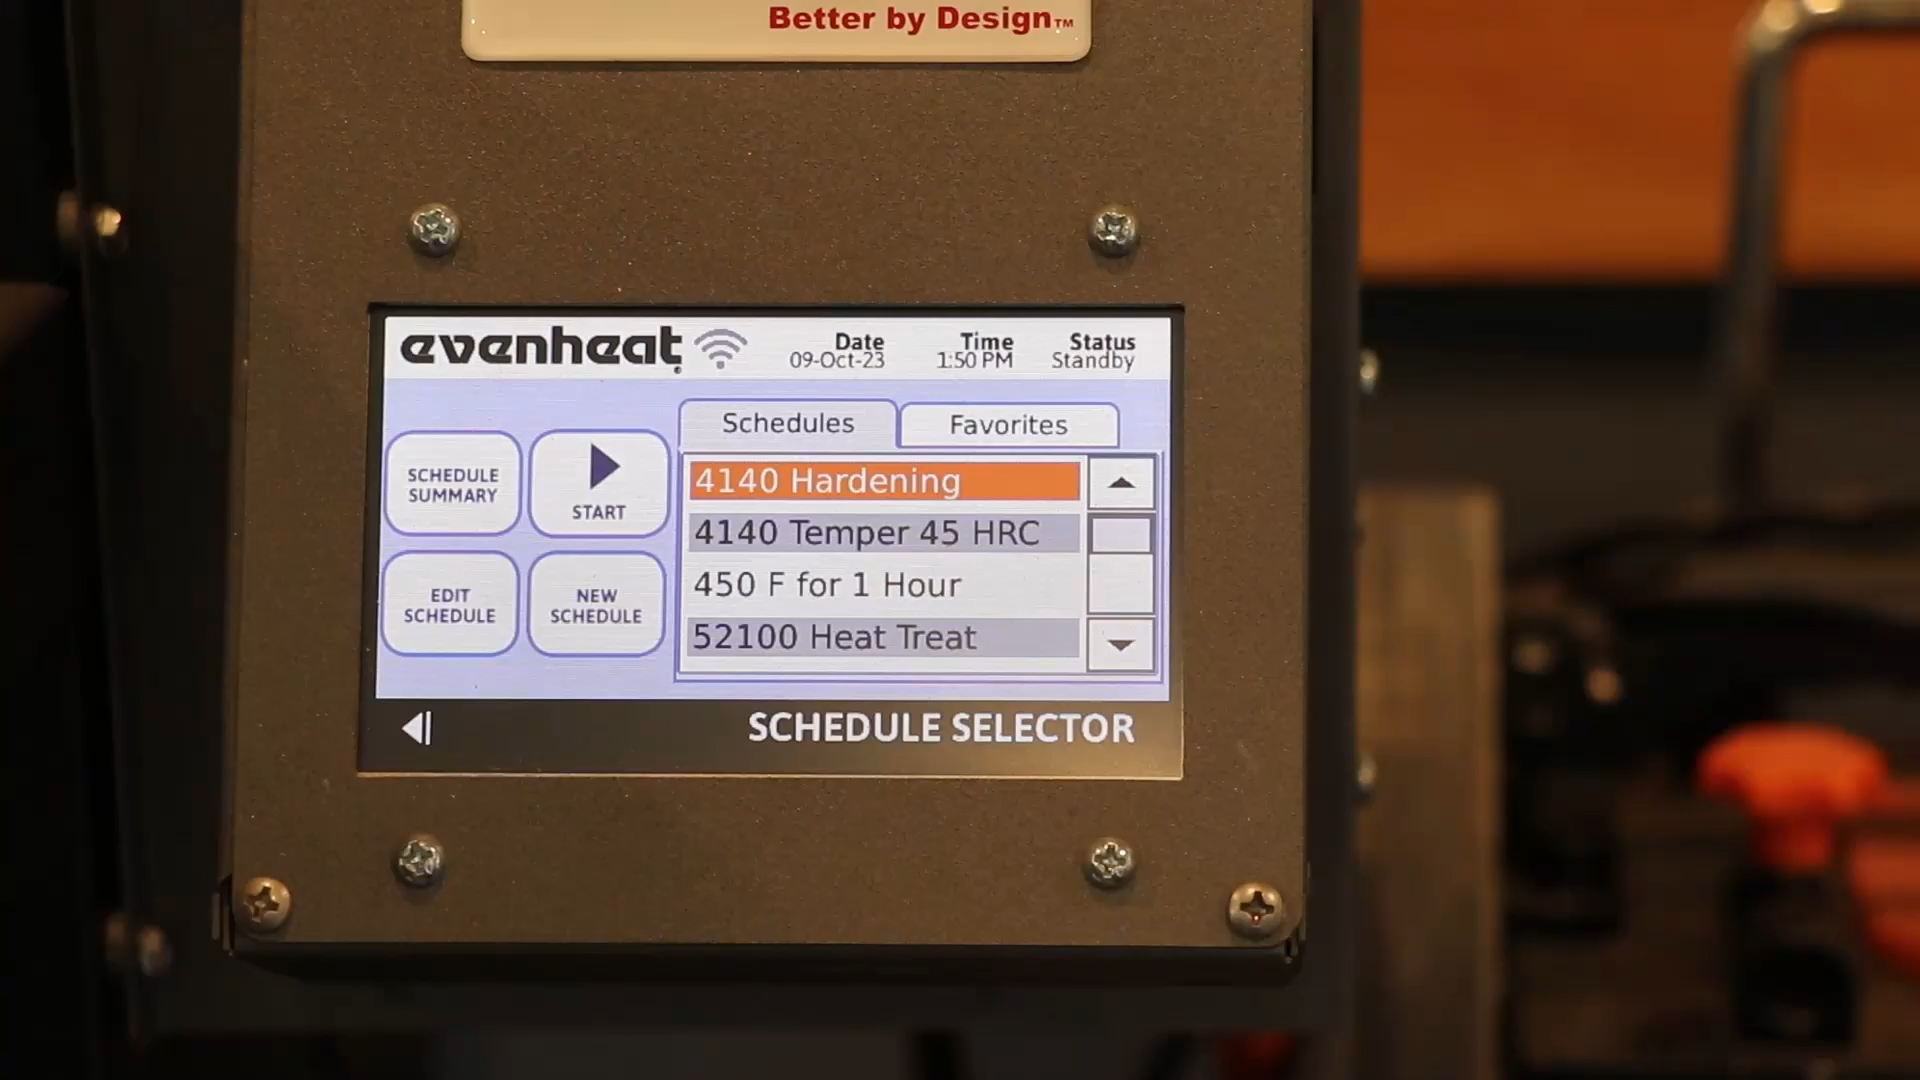 Better by Design™
evenheat
Date Time Status
09-Oct-23 1:50 PM Standby
Schedules Favorites
SCHEDULE SUMMARY
START
EDIT SCHEDULE
NEW SCHEDULE
4140 Hardening
4140 Temper 45 HRC
450 F for 1 Hour
52100 Heat Treat
SCHEDULE SELECTOR